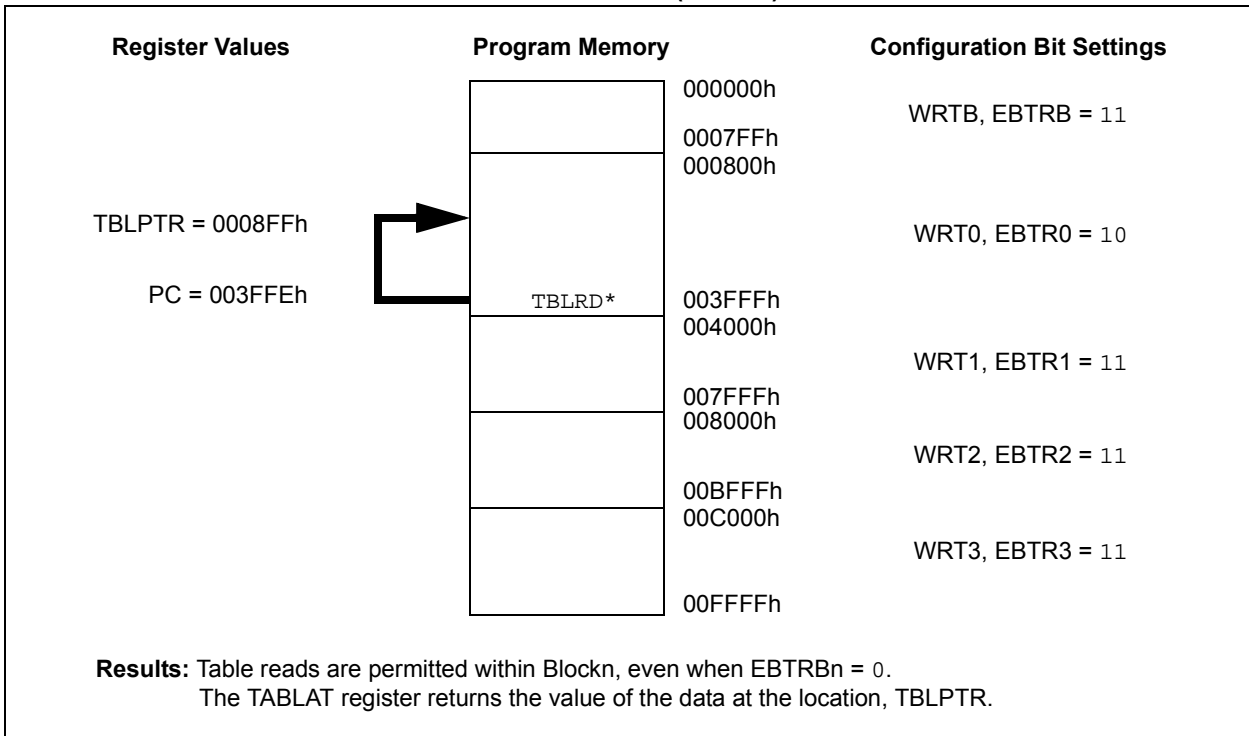 Register Values
Program Memory
Configuration Bit Settings
000000h
WRTB, EBTRB = 11
0007FFh
000800h
TBLPTR = 0008FFh
WRT0, EBTR0 = 10
PC = 003FFEh
TBLRD*
003FFFh
004000h
WRT1, EBTR1 = 11
007FFFh
008000h
WRT2, EBTR2 = 11
00BFFFh
00C000h
WRT3, EBTR3 = 11
00FFFFh
Results: Table reads are permitted within Blockn, even when EBTRBn = 0.
The TABLAT register returns the value of the data at the location, TBLPTR.